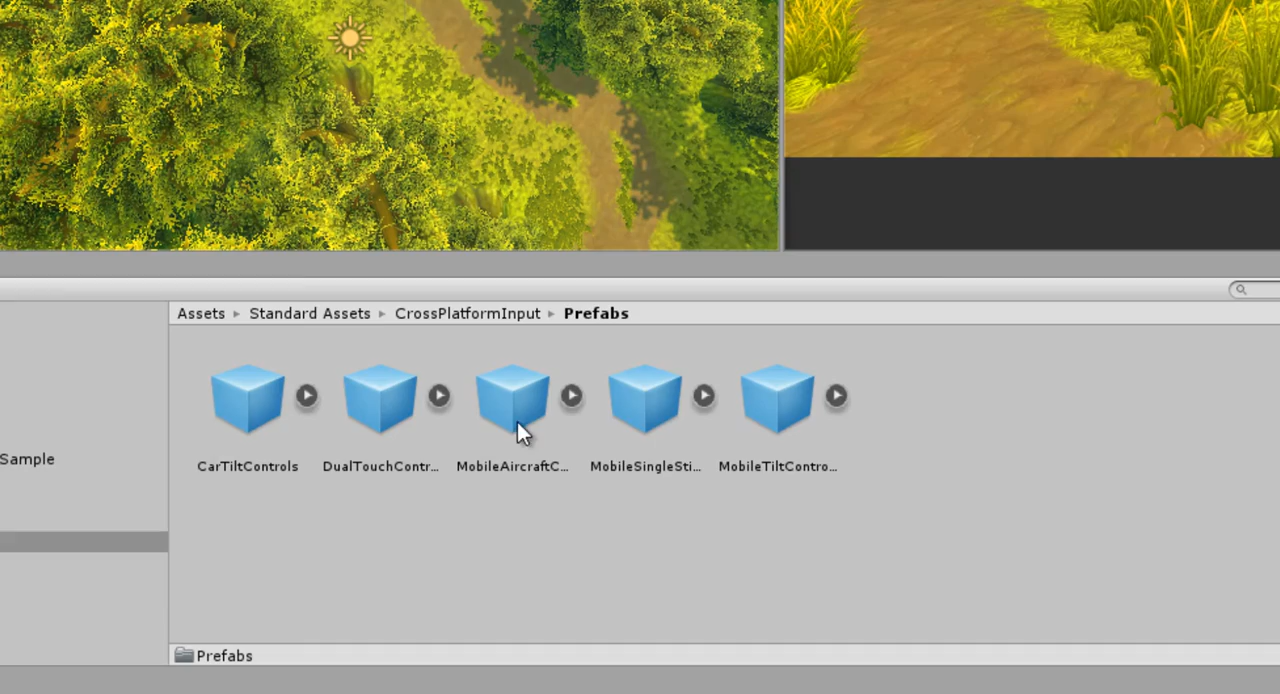 Assets ▸ Standard Assets ▸ CrossPlatformInput ▸ Prefabs
CarTiltControls DualTouchContr... MobileAircraftC... MobileSingleSti... MobileTiltContro...
Sample
Prefabs